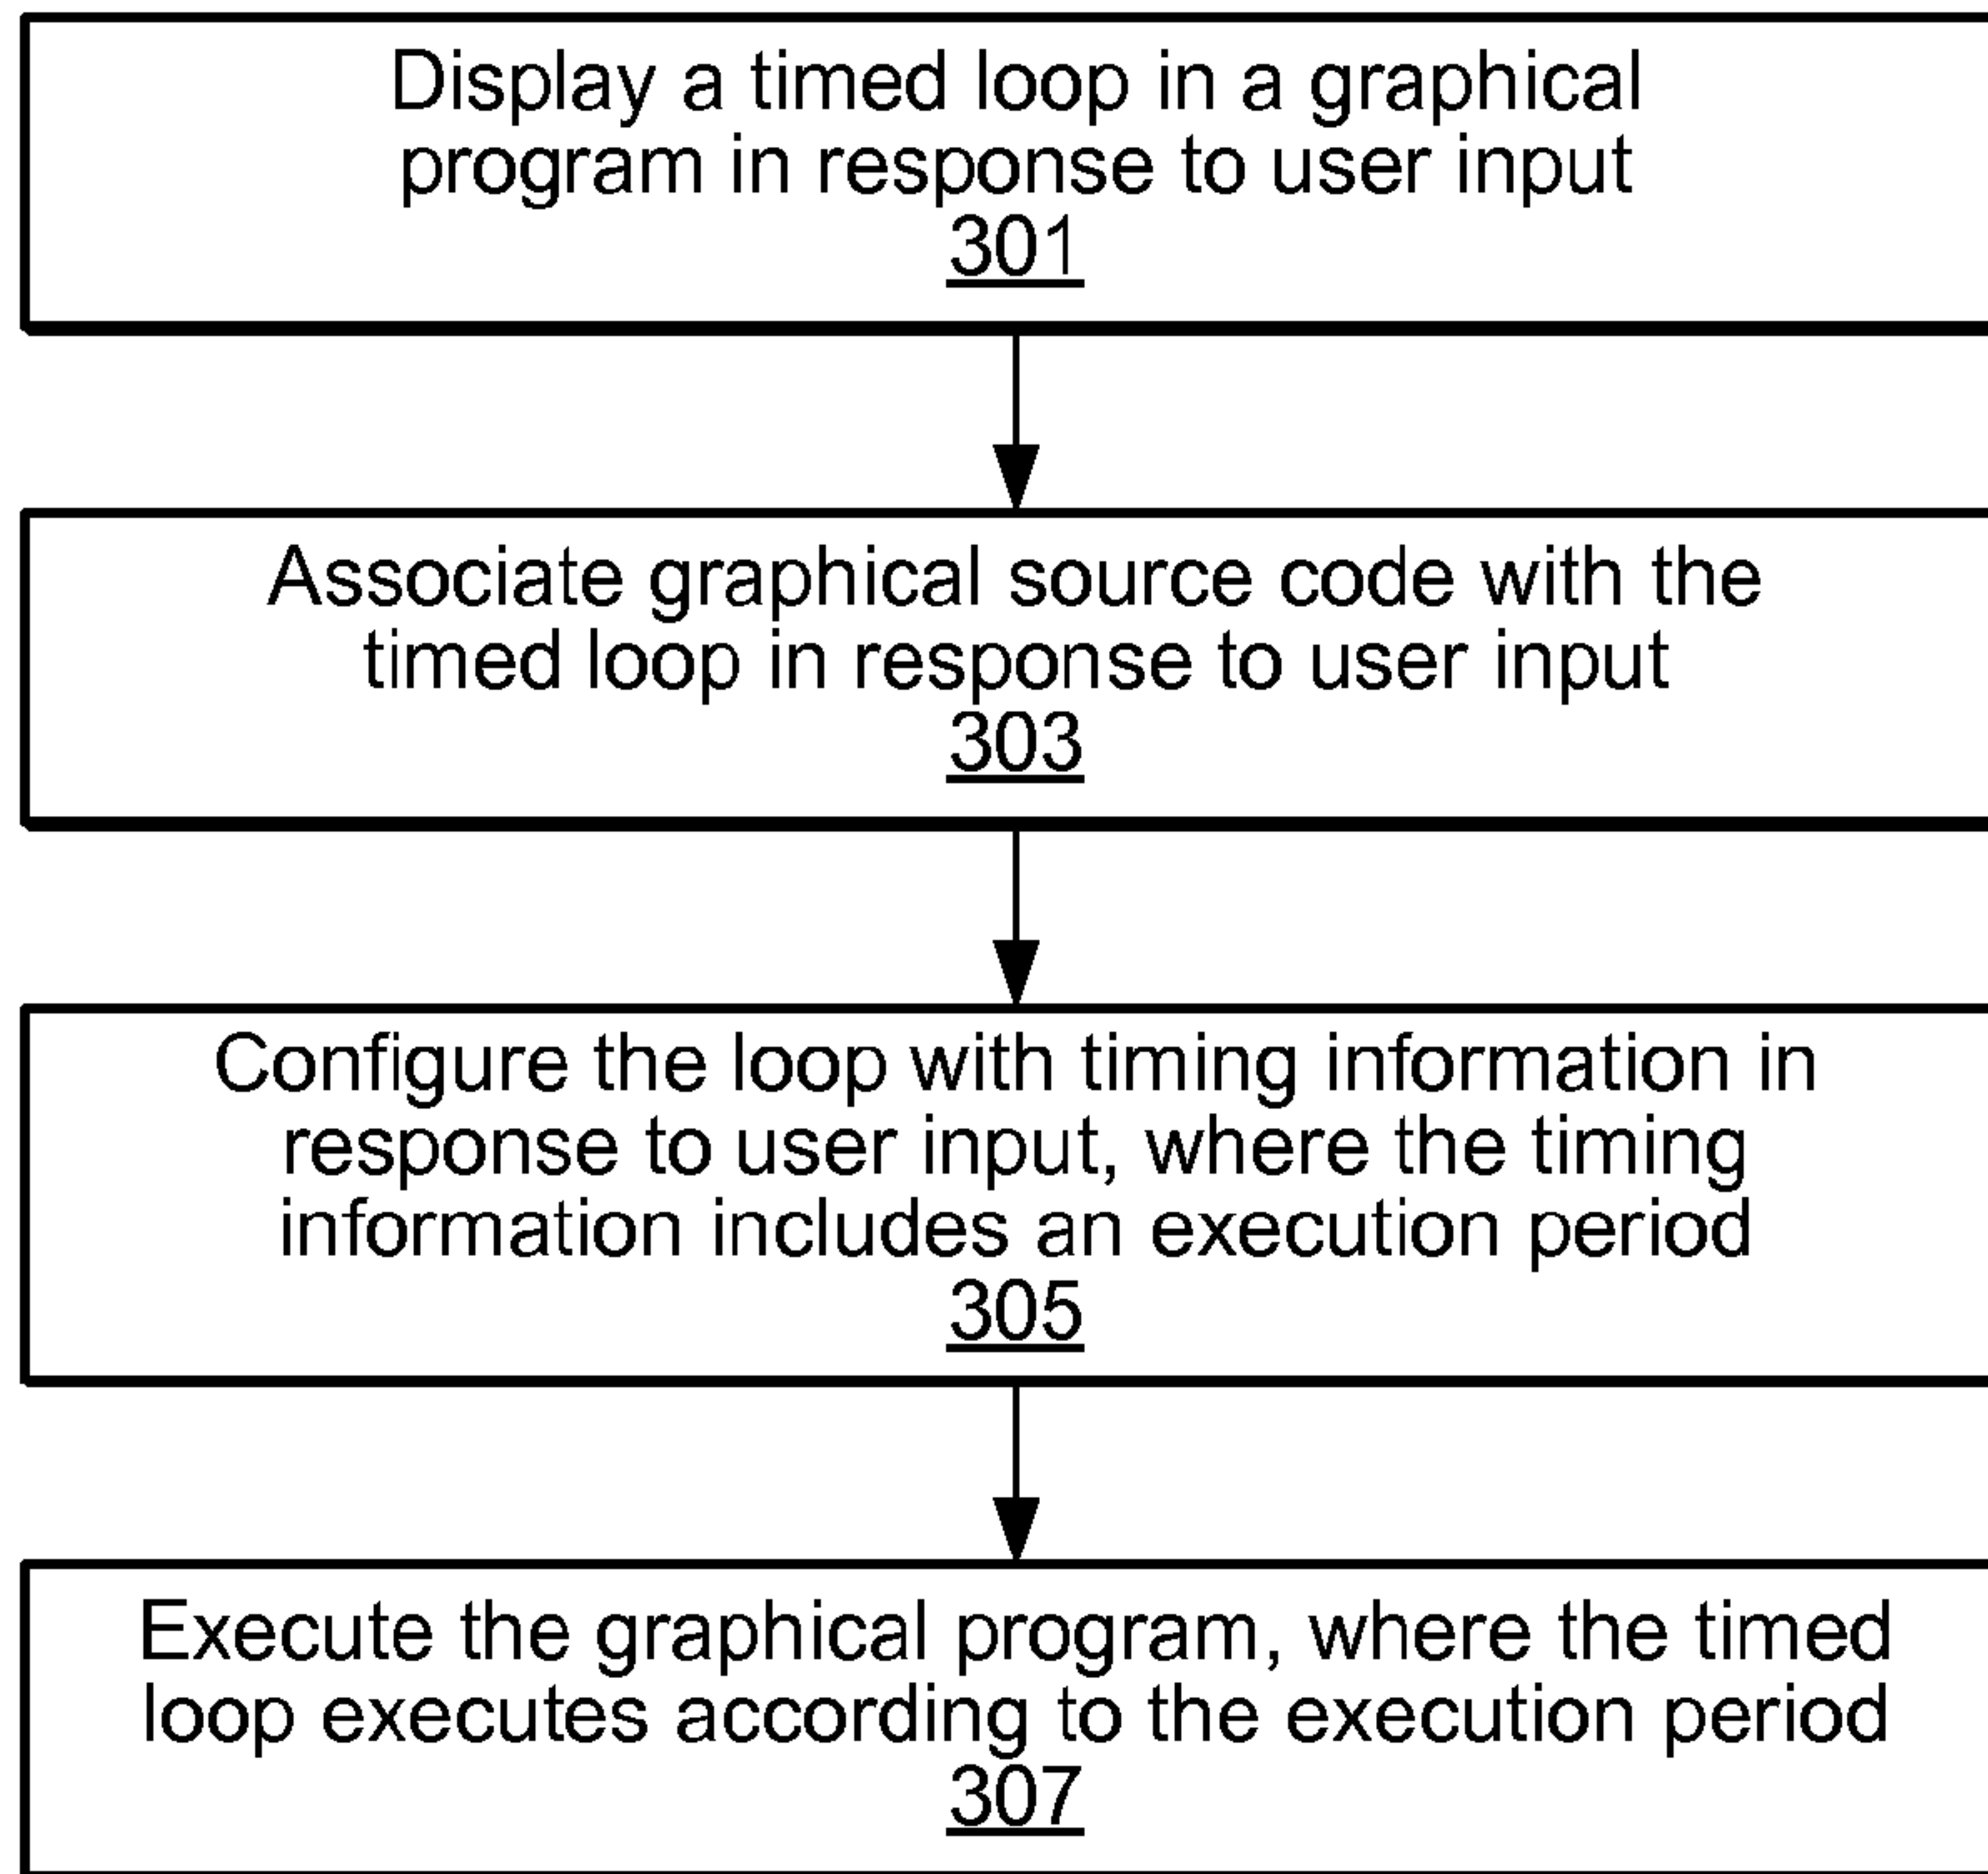 Display a timed loop in a graphical
program in response to user input
301
Associate graphical source code with the
timed loop in response to user input
303
Configure the loop with timing information in
response to user input, where the timing
information includes an execution period
305
Execute the graphical program, where the timed
loop executes according to the execution period
307